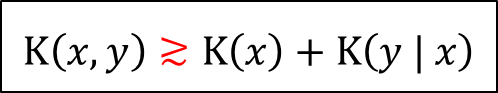 K(x, y) ≳ K(x) + K(y | x)